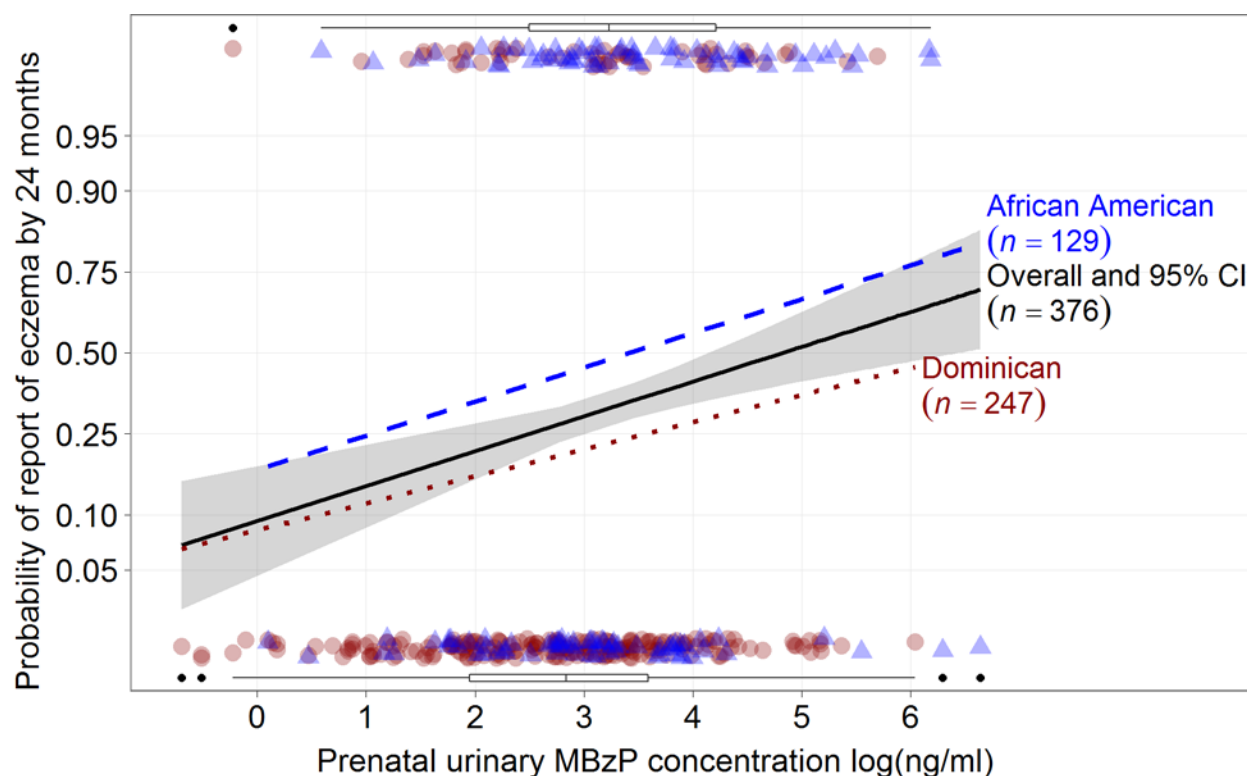 Probability of report of eczema by 24 months
0.95
0.90
0.75
0.50
0.25
0.10
0.05
African American
(n = 129)
Overall and 95% CI
(n = 376)
Dominican
(n = 247)
0 1 2 3 4 5 6
Prenatal urinary MBzP concentration log(ng/ml)